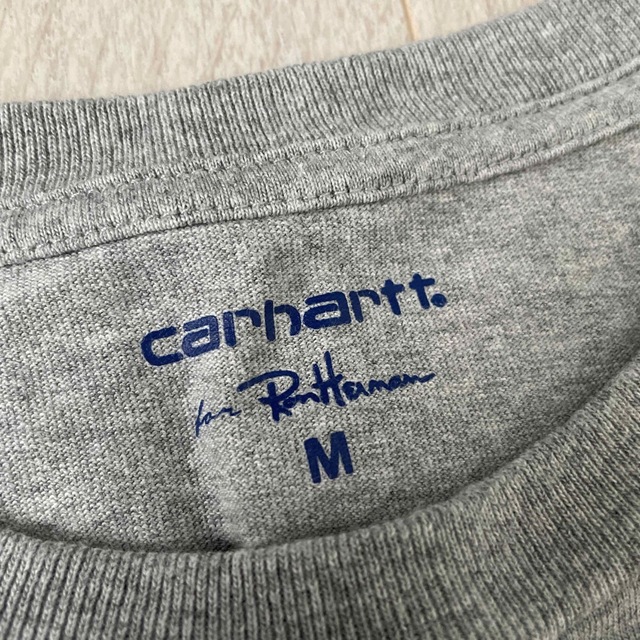 carhartt.
for Ron Herman
M